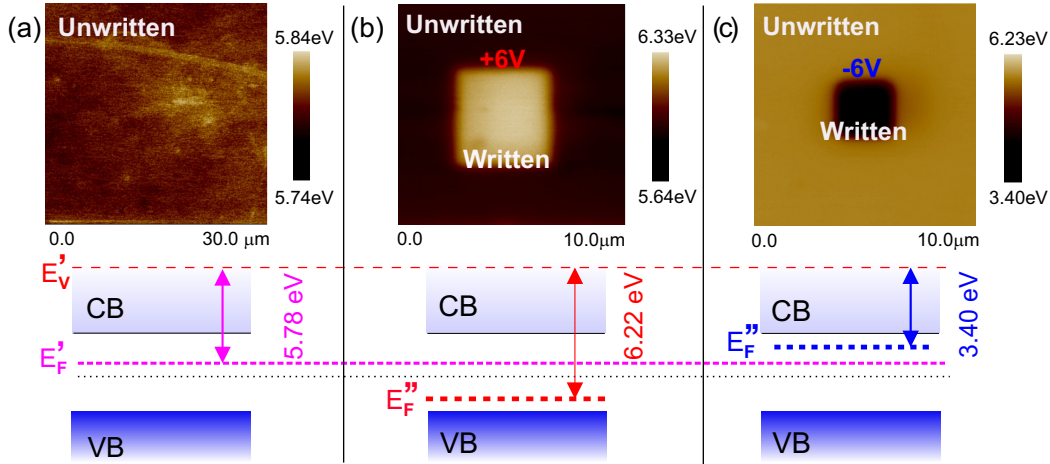 (a)
Unwritten
5.84eV
5.74eV
0.0
30.0 μm
(b)
Unwritten
+6V
Written
6.33eV
5.64eV
0.0
10.0μm
(c)
Unwritten
-6V
Written
6.23eV
3.40eV
0.0
10.0μm
E'V
CB
5.78 eV
E'F
VB
CB
6.22 eV
E''F
VB
CB
3.40 eV
E''F
VB